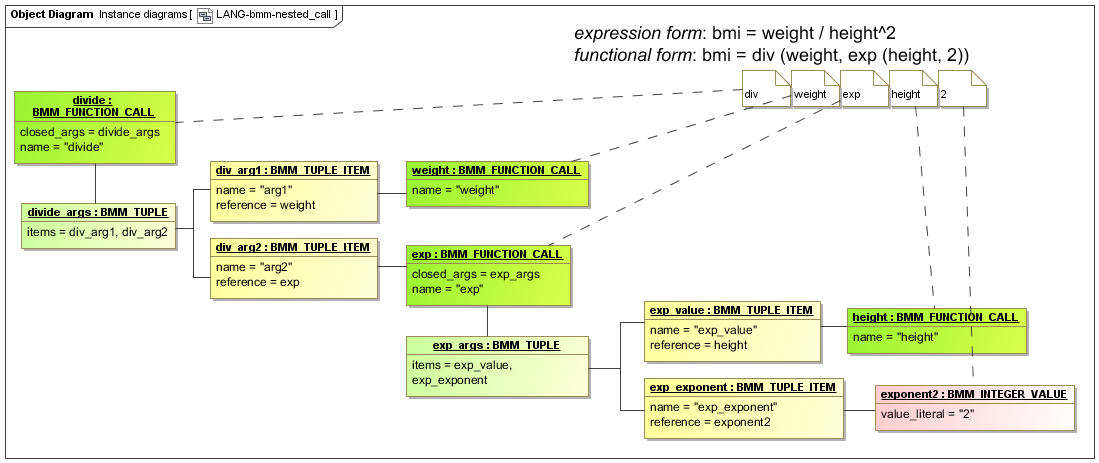 Object Diagram Instance diagrams [ LANG-bmm-nested_call ]
expression form: bmi = weight / height^2
functional form: bmi = div (weight, exp (height, 2))
div
weight
exp
height
2
divide :
BMM_FUNCTION_CALL
closed_args = divide_args
name = "divide"
divide_args : BMM_TUPLE
items = div_arg1, div_arg2
div_arg1 : BMM_TUPLE_ITEM
name = "arg1"
reference = weight
weight : BMM_FUNCTION_CALL
name = "weight"
div_arg2 : BMM_TUPLE_ITEM
name = "arg2"
reference = exp
exp : BMM_FUNCTION_CALL
closed_args = exp_args
name = "exp"
exp_args : BMM_TUPLE
items = exp_value,
exp_exponent
exp_value : BMM_TUPLE_ITEM
name = "exp_value"
reference = height
height : BMM_FUNCTION_CALL
name = "height"
exp_exponent : BMM_TUPLE_ITEM
name = "exp_exponent"
reference = exponent2
exponent2 : BMM_INTEGER_VALUE
value_literal = "2"